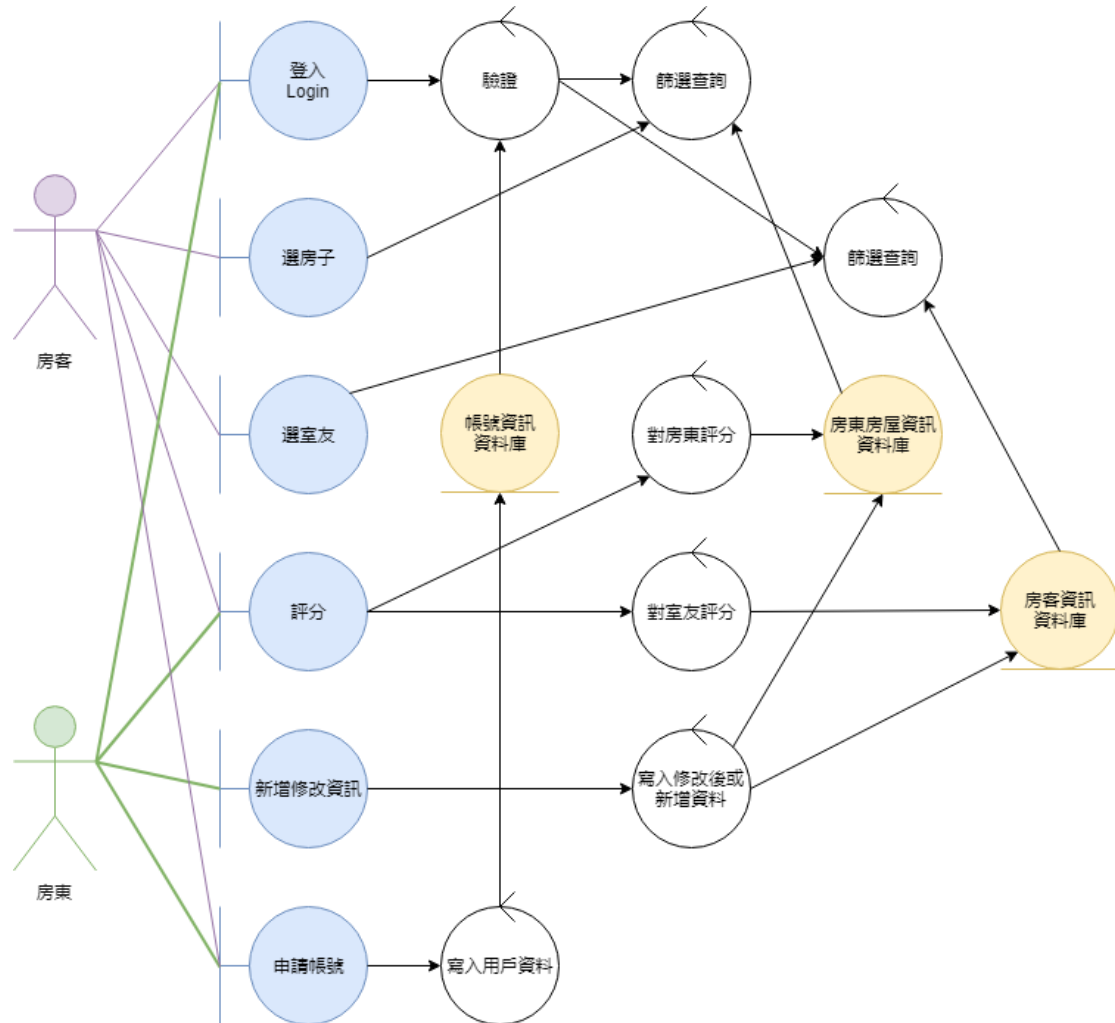 登入
Login
驗證
篩選查詢
選房子
篩選查詢
房客
選室友
帳號資訊
資料庫
對房東評分
房東房屋資訊
資料庫
評分
對室友評分
房客資訊
資料庫
新增修改資訊
寫入修改後或
新增資料
房東
申請帳號
寫入用戶資料